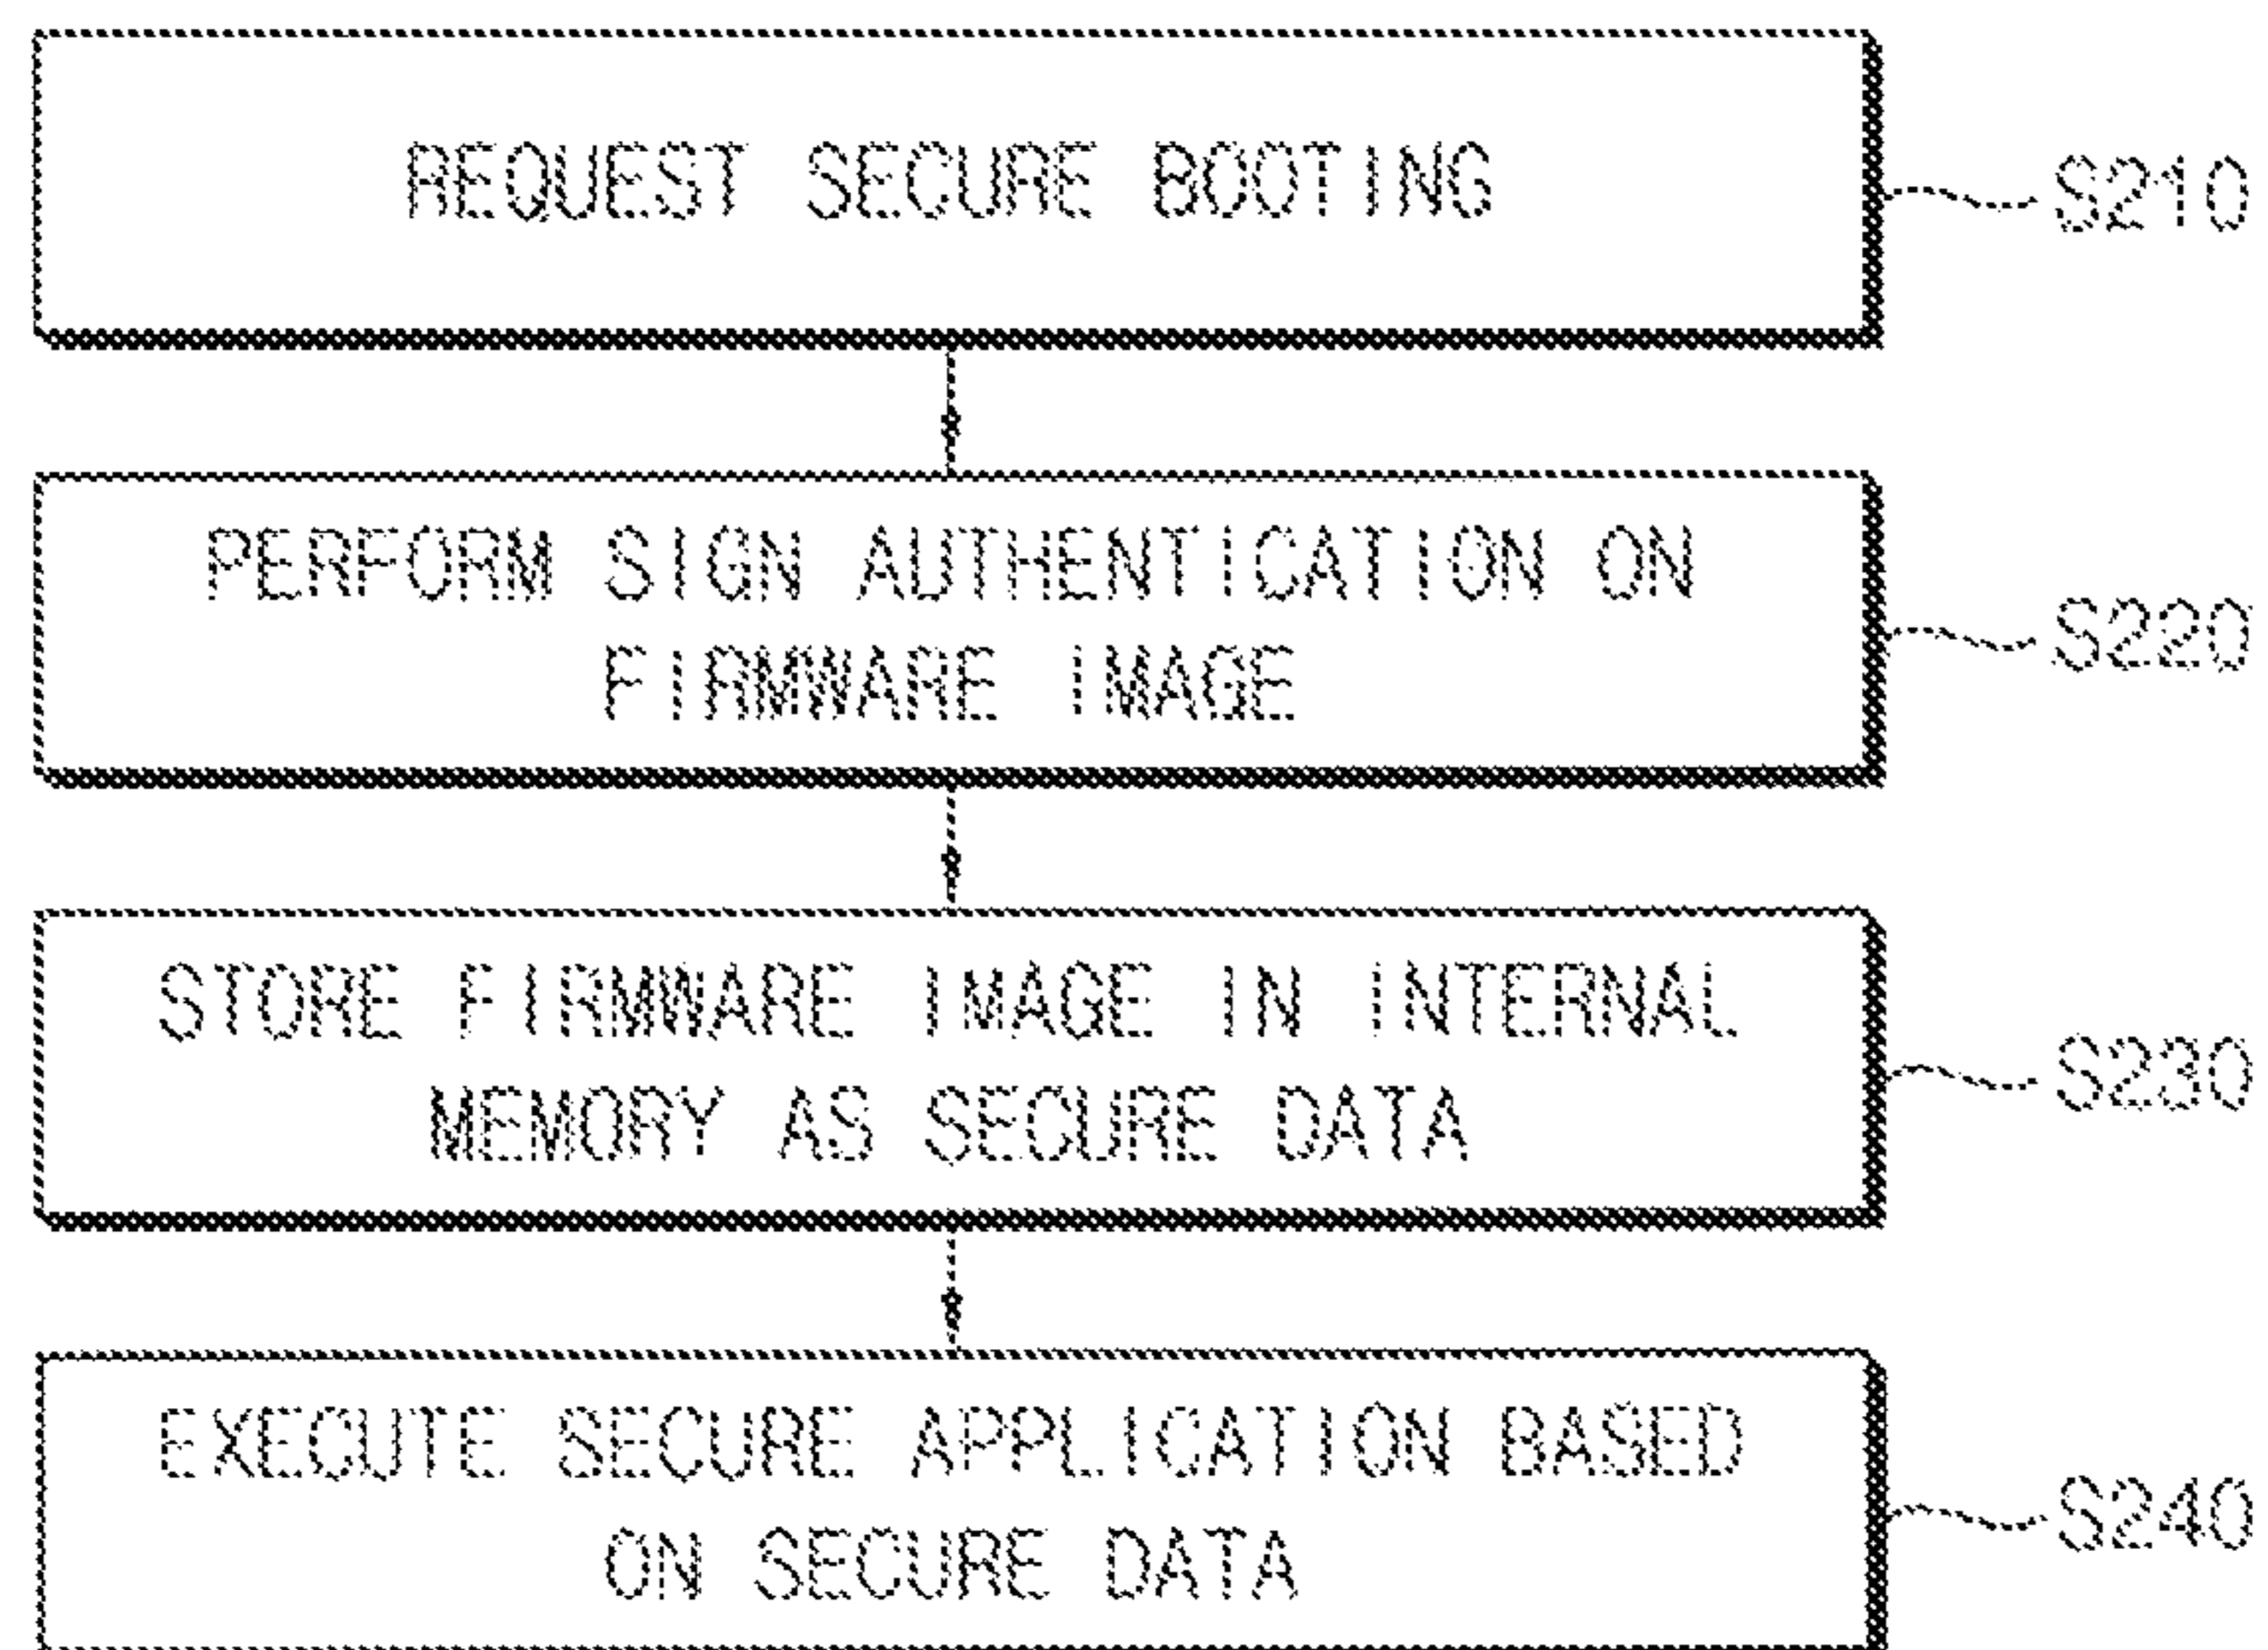 REQUEST SECURE BOOTING
S210
PERFORM SIGN AUTHENTICATION ON
FIRMWARE IMAGE
S220
STORE FIRMWARE IMAGE IN INTERNAL
MEMORY AS SECURE DATA
S230
EXECUTE SECURE APPLICATION BASED
ON SECURE DATA
S240